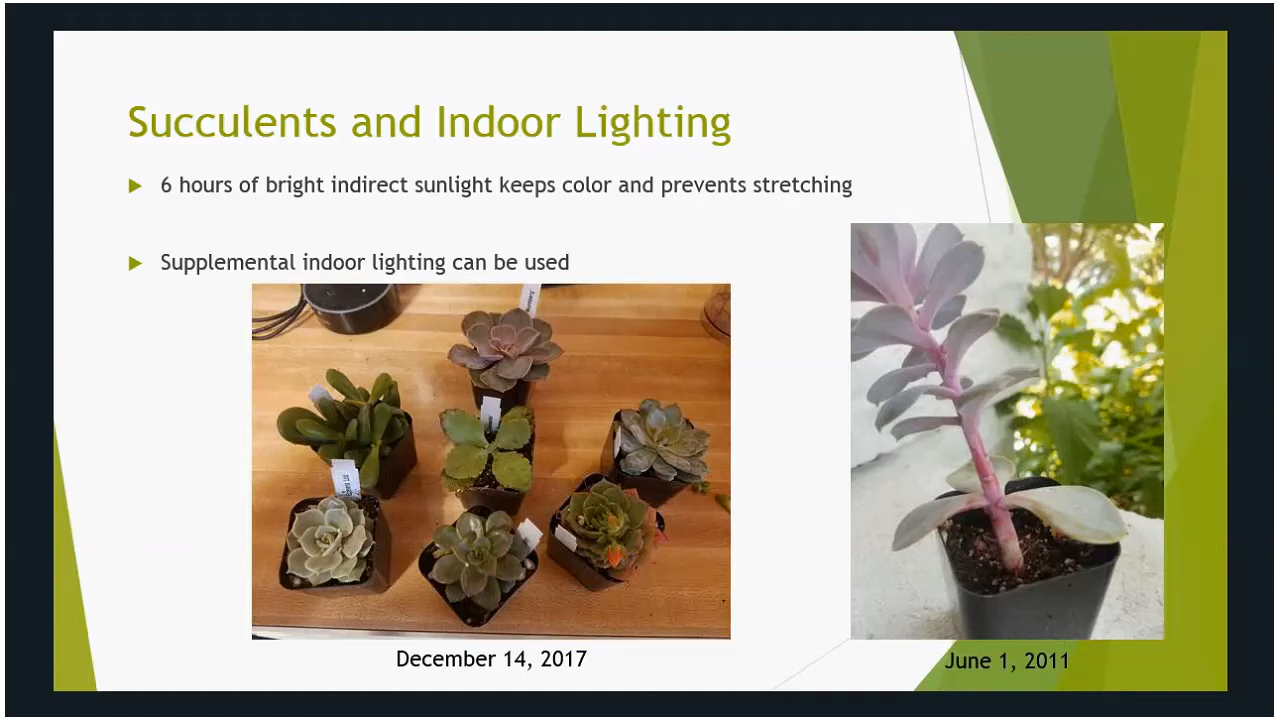 Succulents and Indoor Lighting
6 hours of bright indirect sunlight keeps color and prevents stretching
Supplemental indoor lighting can be used
December 14, 2017
June 1, 2011